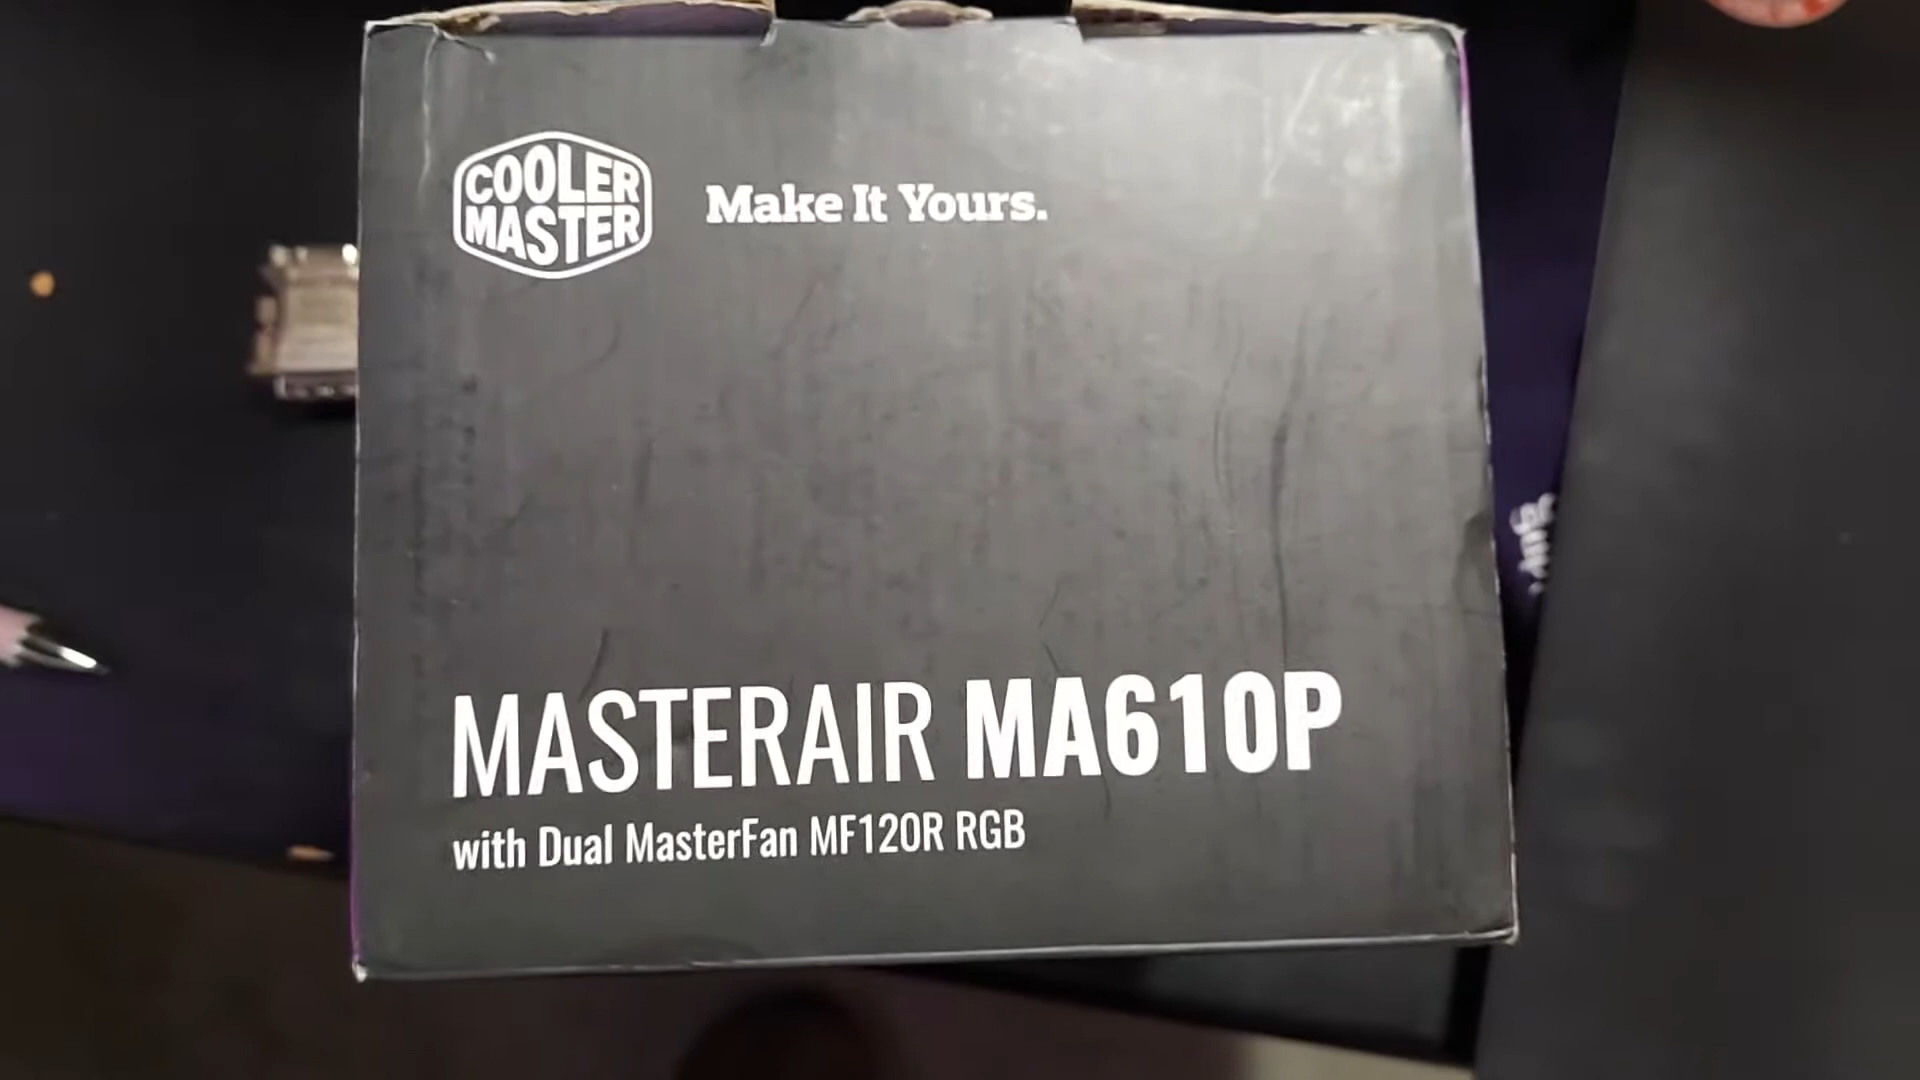 COOLER
MASTER
Make It Yours.
MASTERAIR MA610P
with Dual MasterFan MF120R RGB